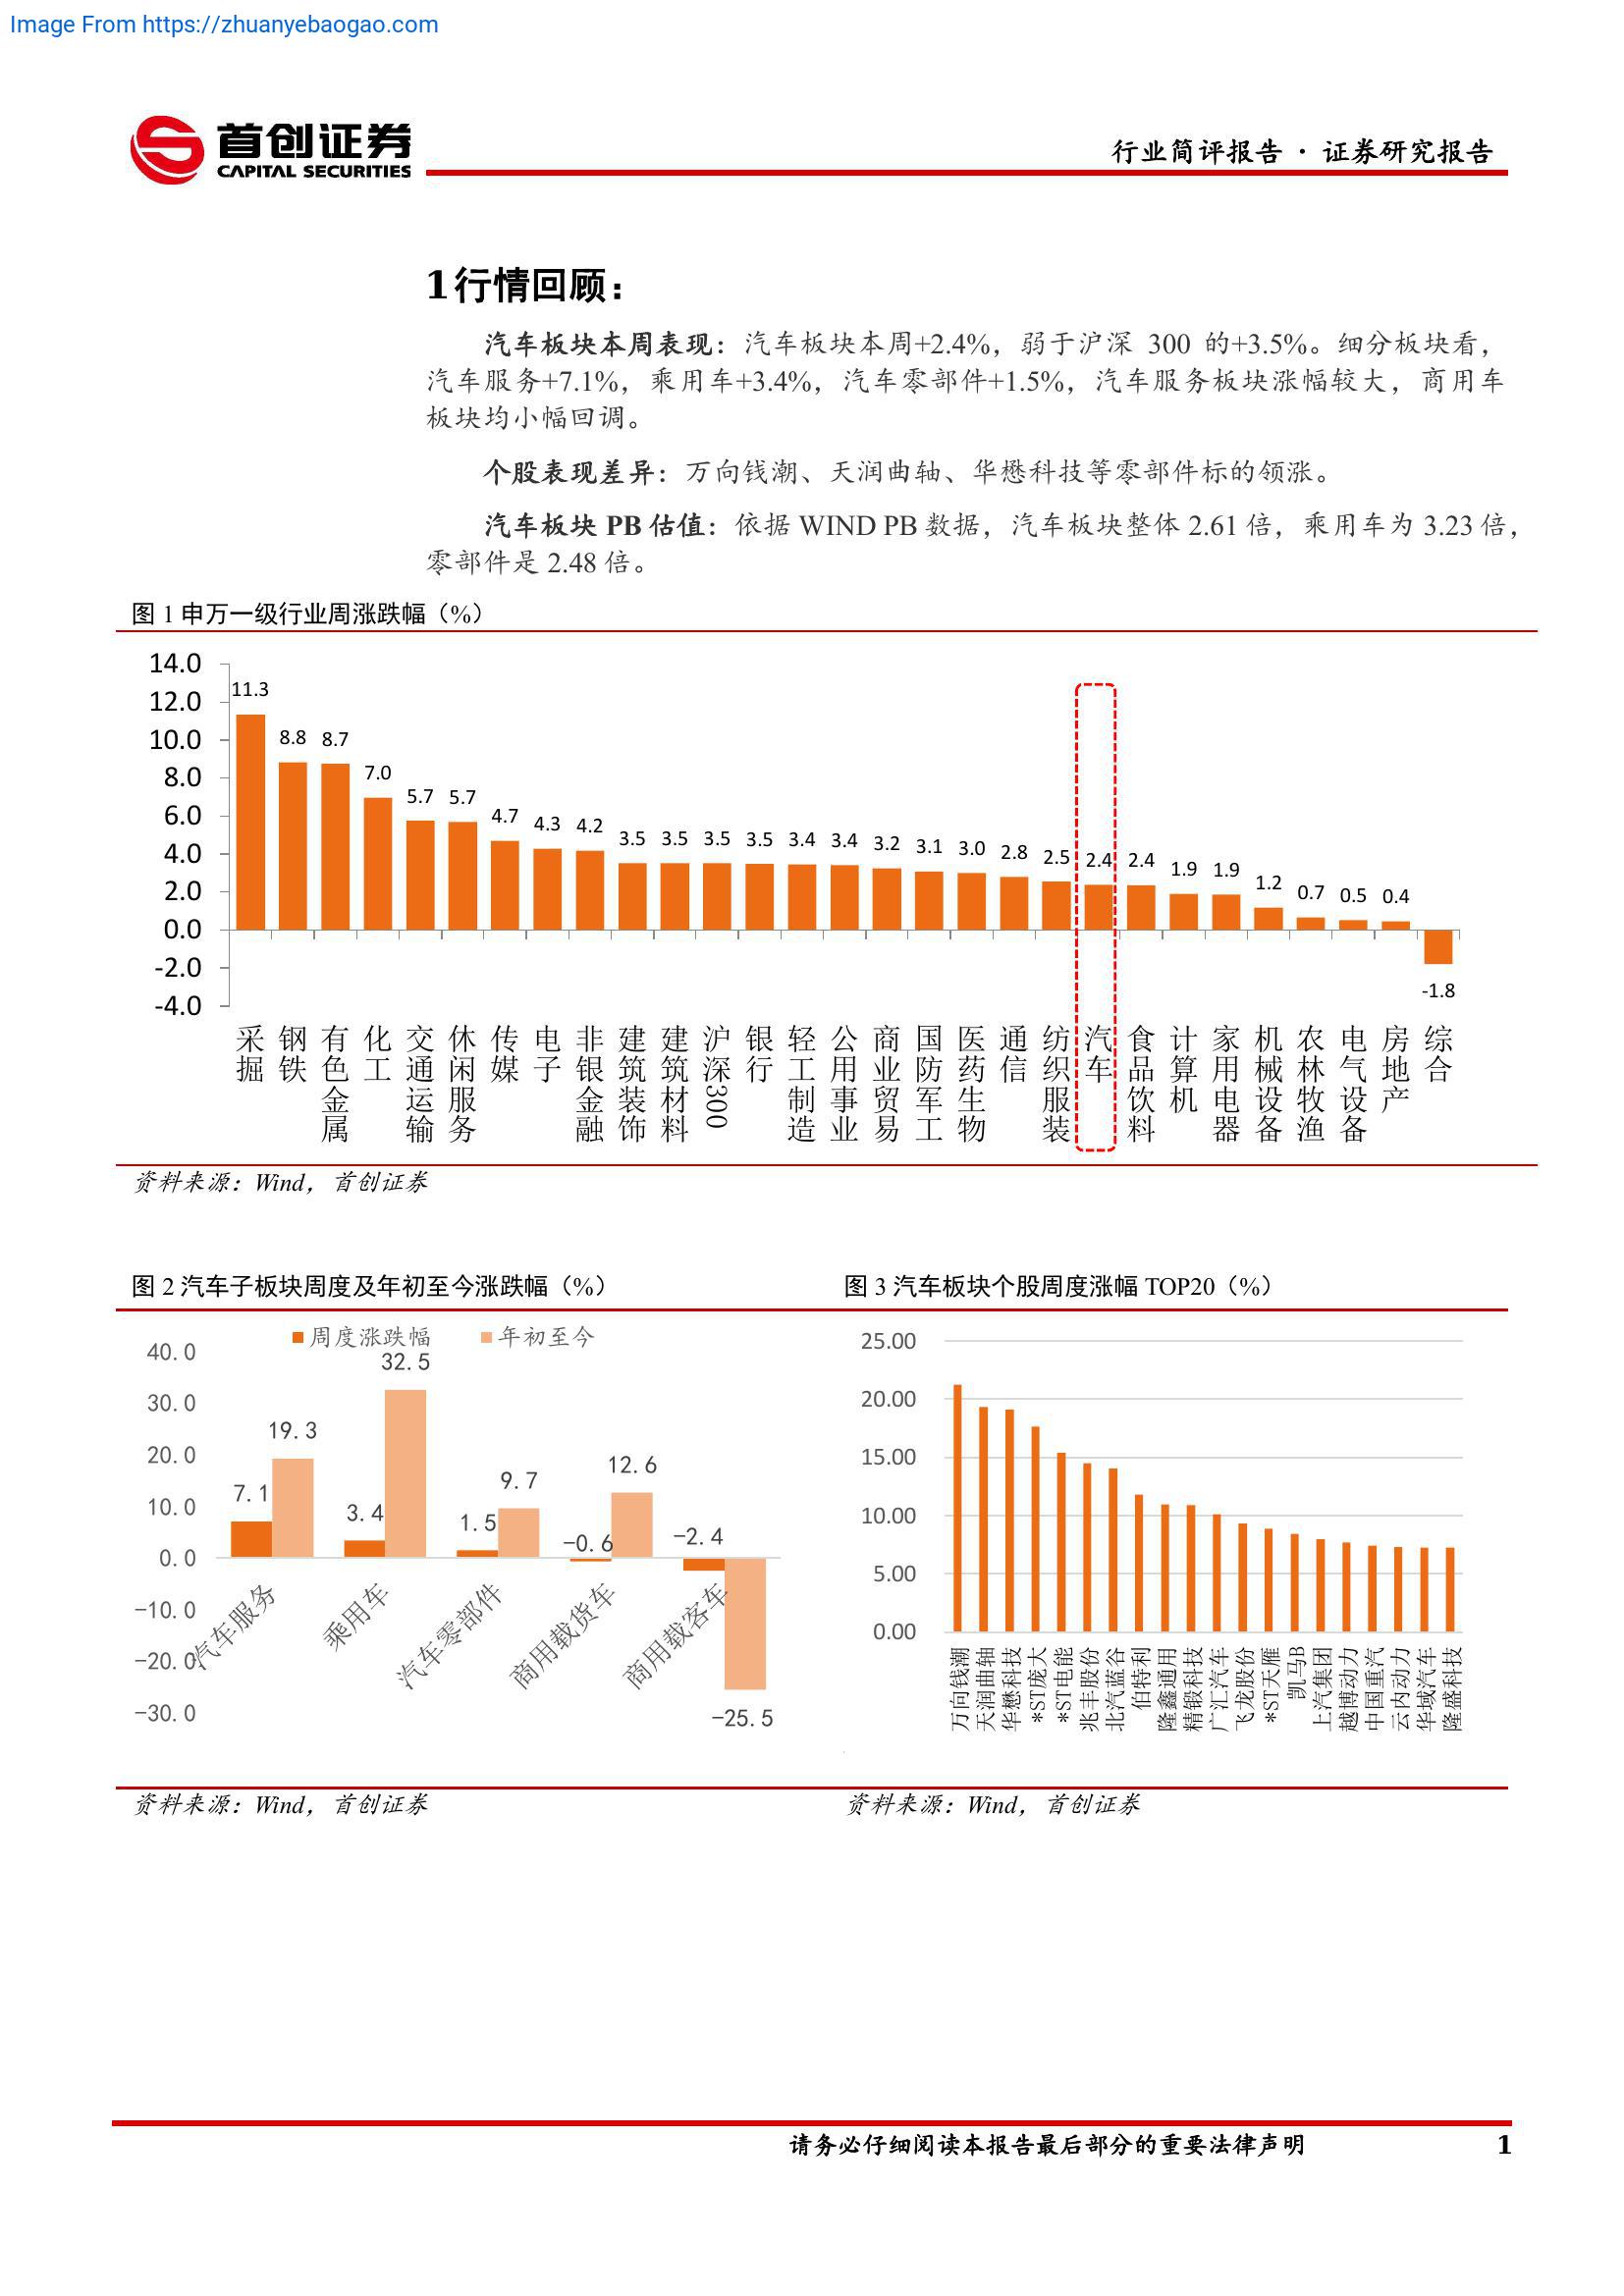 Image From https://zhuanyebaogao.com
首创证券
CAPITAL SECURITIES
行业简评报告 · 证券研究报告
1 行情回顾：
汽车板块本周表现：汽车板块本周+2.4%，弱于沪深 300 的+3.5%。细分板块看，
汽车服务+7.1%，乘用车+3.4%，汽车零部件+1.5%，汽车服务板块涨幅较大，商用车
板块均小幅回调。
个股表现差异：万向钱潮、天润曲轴、华懋科技等零部件标的领涨。
汽车板块 PB 估值：依据 WIND PB 数据，汽车板块整体 2.61 倍，乘用车为 3.23 倍，
零部件是 2.48 倍。
图 1 申万一级行业周涨跌幅（%）
14.0
12.0
10.0
8.0
6.0
4.0
2.0
0.0
-2.0
-4.0
11.3 8.8 8.7 7.0 5.7 5.7 4.7 4.3 4.2 3.5 3.5 3.5 3.5 3.4 3.4 3.2 3.1 3.0 2.8 2.5 2.4 2.4 1.9 1.9 1.2 0.7 0.5 0.4 -1.8
采掘
钢铁
有色金属
化工
交通运输
休闲服务
传媒
电子
非银金融
建筑装饰
建筑材料
沪深300
银行
轻工制造
公用事业
商业贸易
国防军工
医药生物
通信
纺织服装
汽车
食品饮料
计算机
家用电器
机械设备
农林牧渔
电气设备
房地产
综合
资料来源：Wind，首创证券
图 2 汽车子板块周度及年初至今涨跌幅（%）
周度涨跌幅 年初至今
40.0
30.0
20.0
10.0
0.0
-10.0
-20.0
-30.0
7.1 19.3
3.4 32.5
1.5 9.7
-0.6 12.6
-2.4 -25.5
汽车服务
乘用车
汽车零部件
商用载货车
商用载客车
资料来源：Wind，首创证券
图 3 汽车板块个股周度涨幅 TOP20（%）
25.00
20.00
15.00
10.00
5.00
0.00
万向钱潮
天润曲轴
华懋科技
*ST庞大
*ST电能
兆丰股份
北汽蓝谷
伯特利
隆鑫通用
精锻科技
广汇汽车
飞龙股份
*ST天雁
凯马B
上汽集团
越博动力
中国重汽
云内动力
华域汽车
隆盛科技
资料来源：Wind，首创证券
请务必仔细阅读本报告最后部分的重要法律声明
1